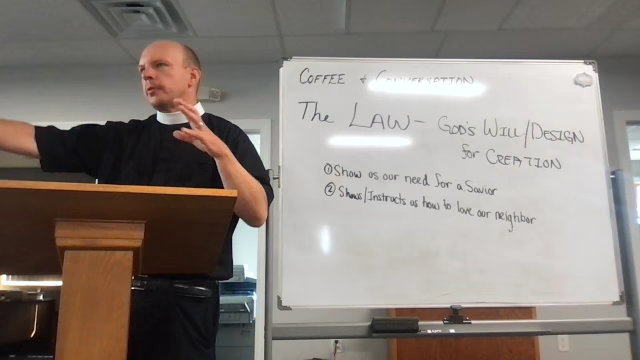 COFFEE & CONVERSATION
The LAW - GOD'S WILL/DESIGN
for CREATION
① Show us our need for a Savior
② Shows/Instructs us how to love our neighbor